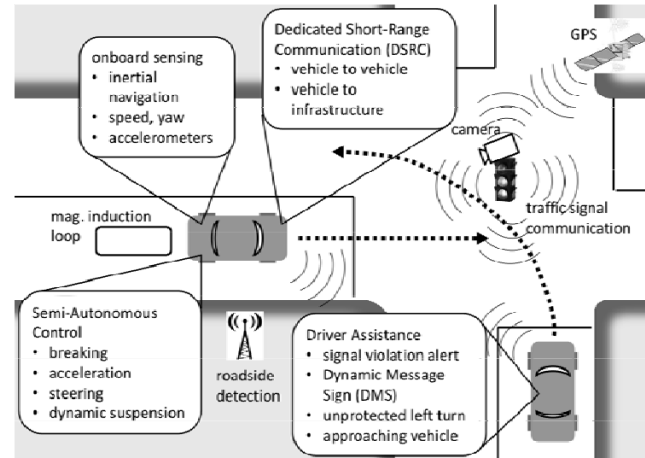 onboard sensing
• inertial
navigation
• speed, yaw
• accelerometers
Dedicated Short-Range
Communication (DSRC)
• vehicle to vehicle
• vehicle to
infrastructure
GPS
camera
traffic signal
communication
mag. induction
loop
Semi-Autonomous
Control
• breaking
• acceleration
• steering
• dynamic suspension
roadside
detection
Driver Assistance
• signal violation alert
• Dynamic Message
Sign (DMS)
• unprotected left turn
• approaching vehicle